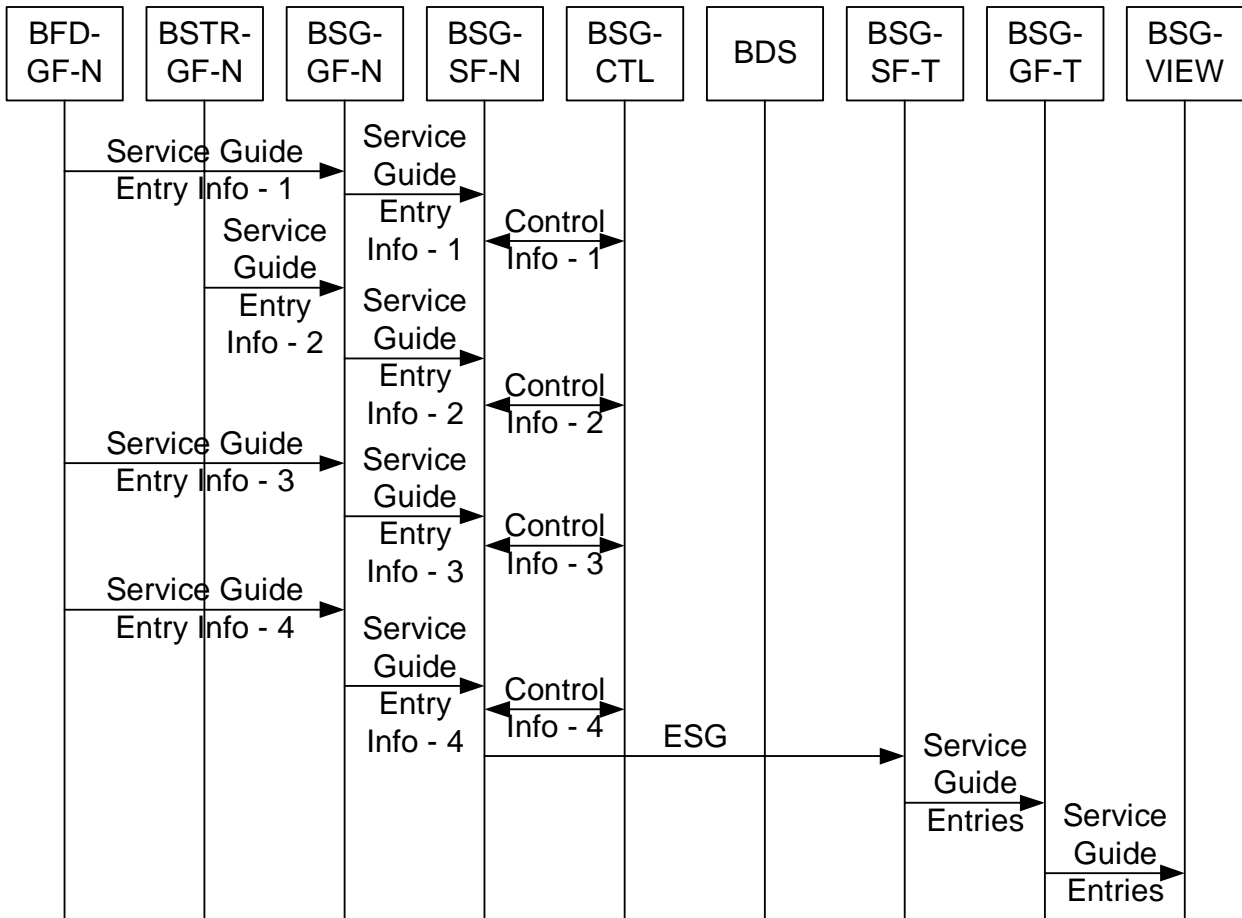 BFD-
GF-N
BSTR-
GF-N
BSG-
GF-N
BSG-
SF-N
BSG-
CTL
BDS
BSG-
SF-T
BSG-
GF-T
BSG-
VIEW
Service Guide
Entry Info - 1
Service
Guide
Entry
Info - 1
Control
Info - 1
Service
Guide
Entry
Info - 2
Service
Guide
Entry
Info - 2
Control
Info - 2
Service Guide
Entry Info - 3
Service
Guide
Entry
Info - 3
Control
Info - 3
Service Guide
Entry Info - 4
Service
Guide
Entry
Info - 4
Control
Info - 4
ESG
Service
Guide
Entries
Service
Guide
Entries